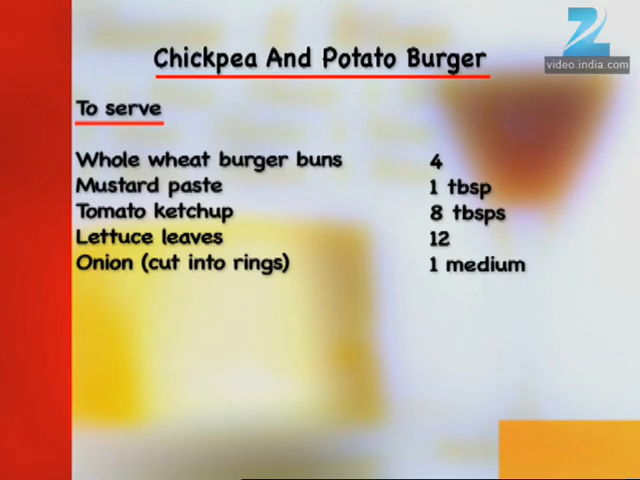 Chickpea And Potato Burger
video.india.com
To serve
Whole wheat burger buns 4
Mustard paste 1 tbsp
Tomato ketchup 8 tbsps
Lettuce leaves 12
Onion (cut into rings) 1 medium